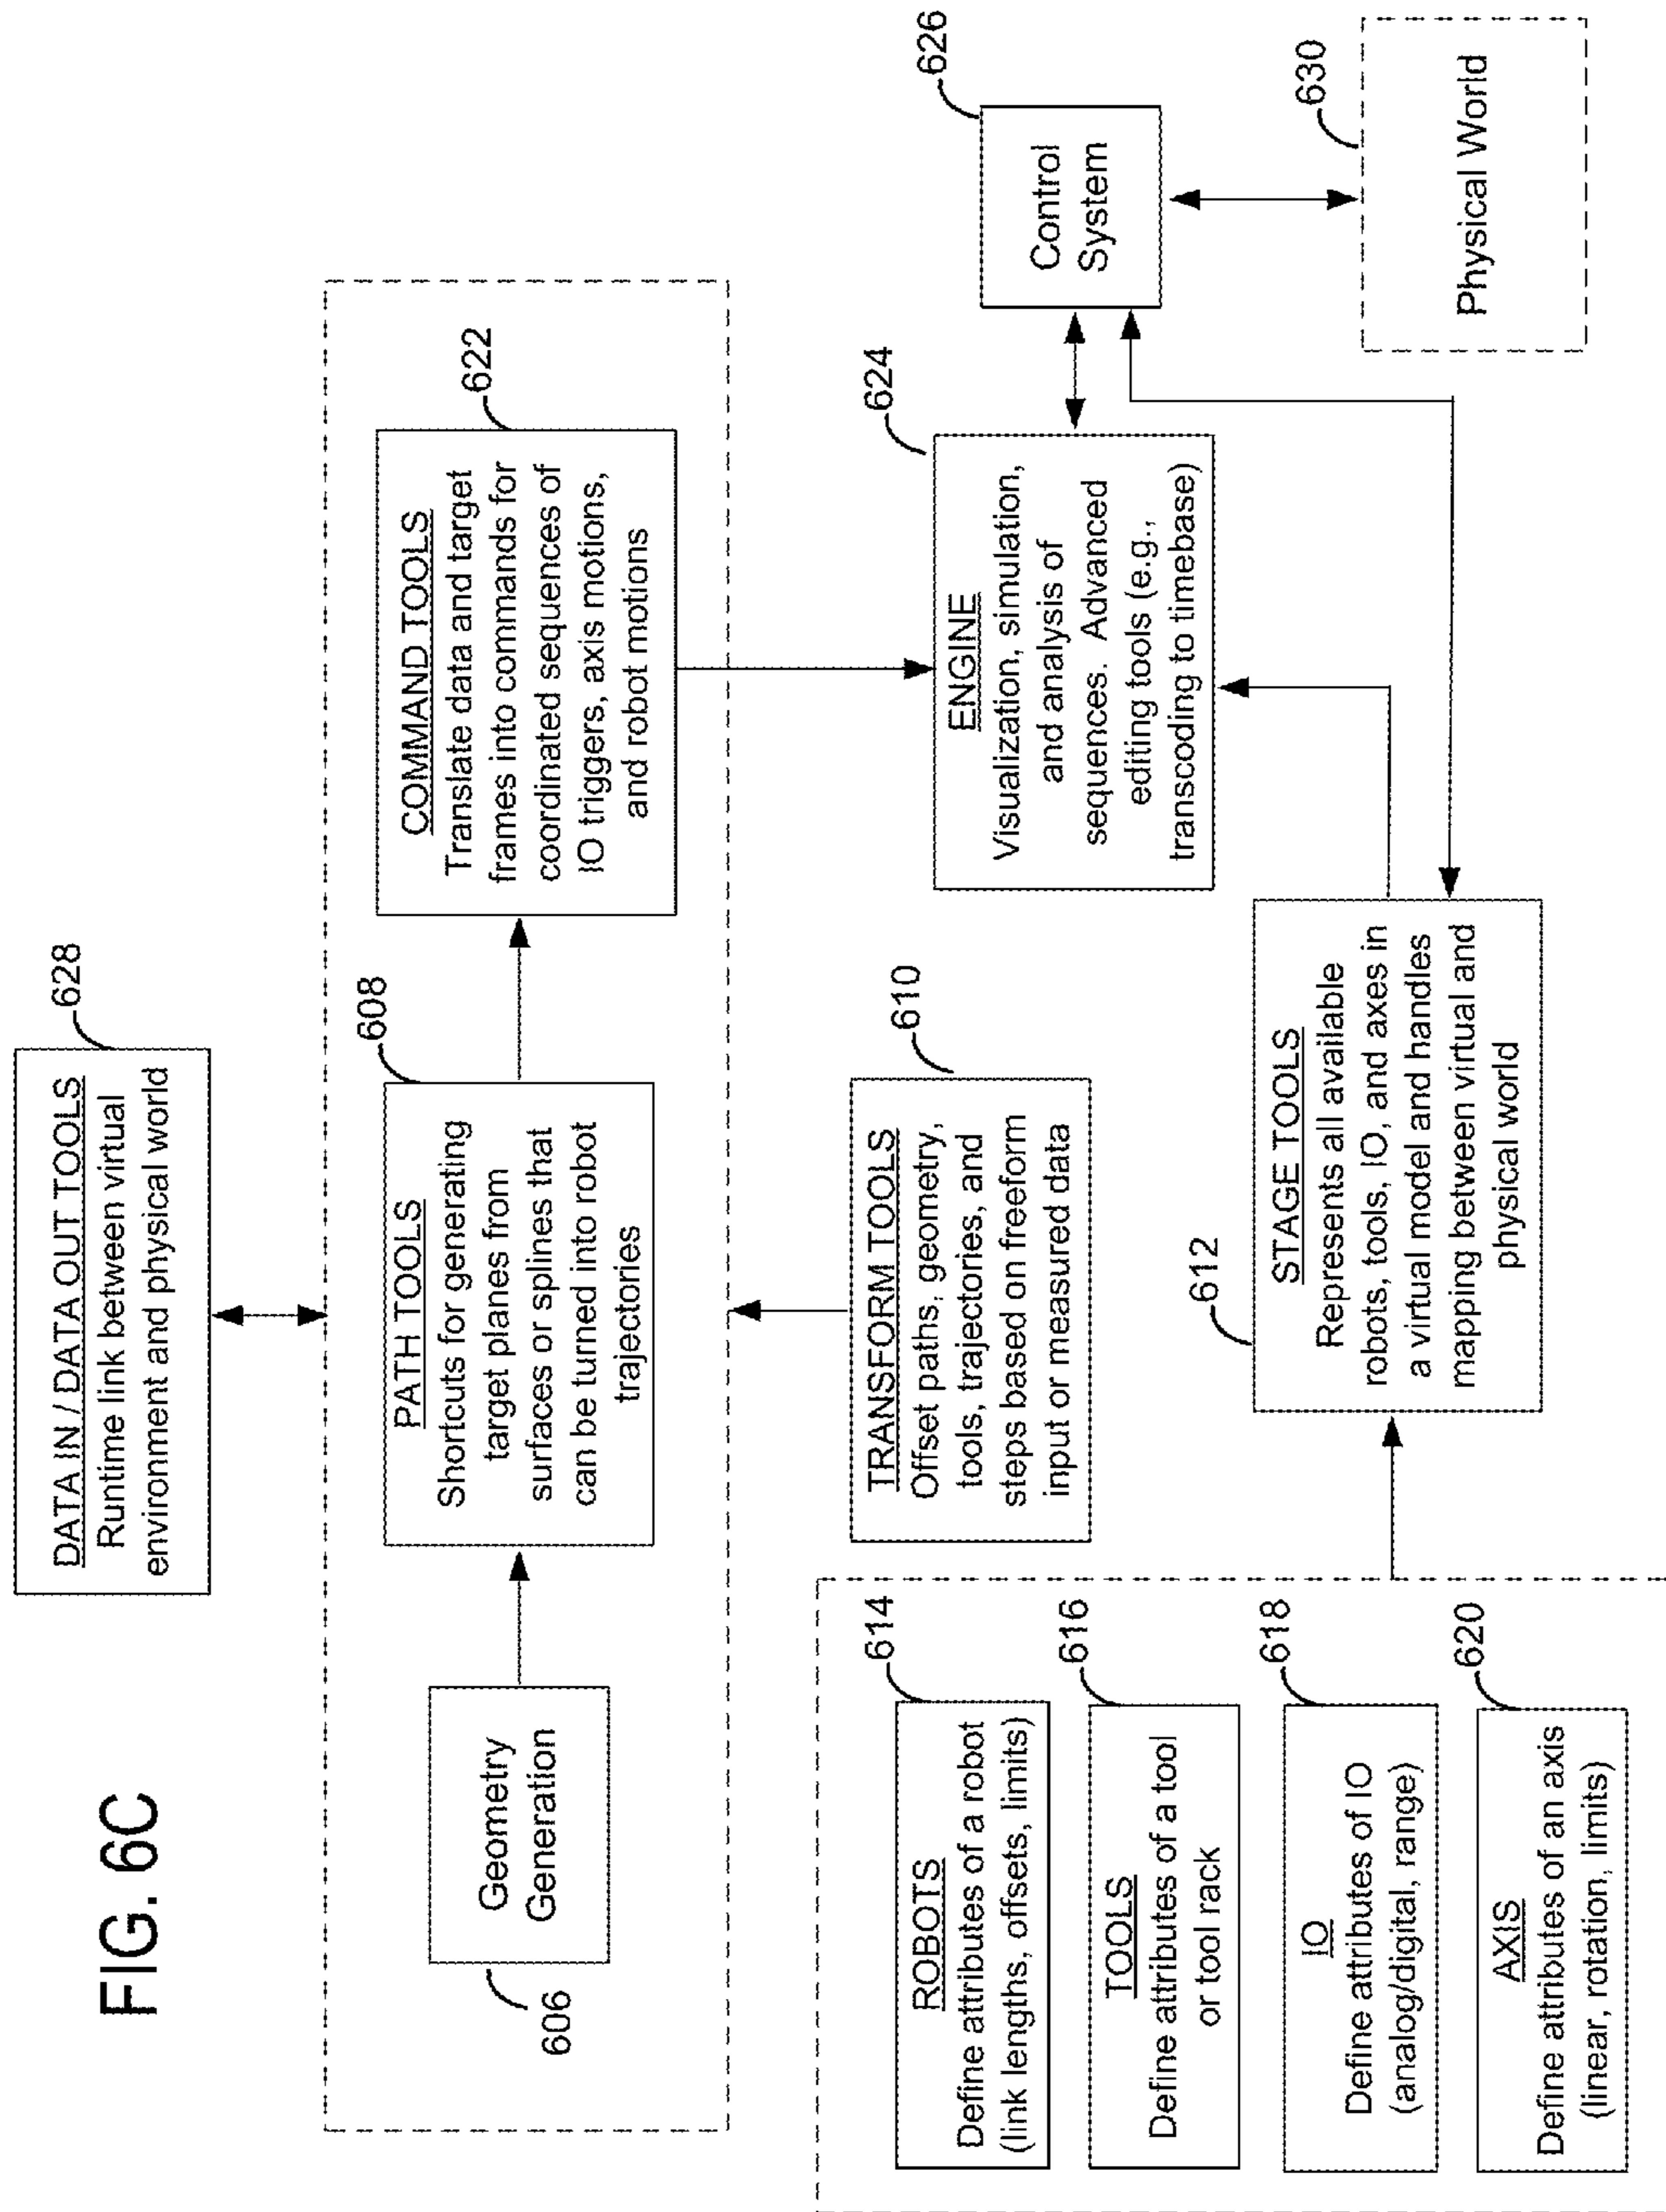 FIG. 6C
DATA IN / DATA OUT TOOLS
Runtime link between virtual
environment and physical world
628
Geometry
Generation
606
PATH TOOLS
Shortcuts for generating
target planes from
surfaces or splines that
can be tuned into robot
trajectories
608
COMMAND TOOLS
Translate data and target
frames into commands for
coordinated sequences of
IO triggers, axis motions,
and robot motions
622
TRANSFORM TOOLS
Offset paths, geometry,
tools, trajectories, and
steps based on freeform
input or measured data
610
ENGINE
Visualization, simulation,
and analysis of
sequences. Advanced
editing tools (e.g.,
transcoding to timebase)
624
Control
System
626
ROBOTS
Define attributes of a robot
(link lengths, offsets, limits)
614
TOOLS
Define attributes of a tool
or tool rack
616
IO
Define attributes of IO
(analog/digital, range)
618
AXIS
Define attributes of an axis
(linear, rotation, limits)
620
STAGE TOOLS
Represents all available
robots, tools, IO, and axes in
a virtual model and handles
mapping between virtual and
physical world
612
Physical World
630